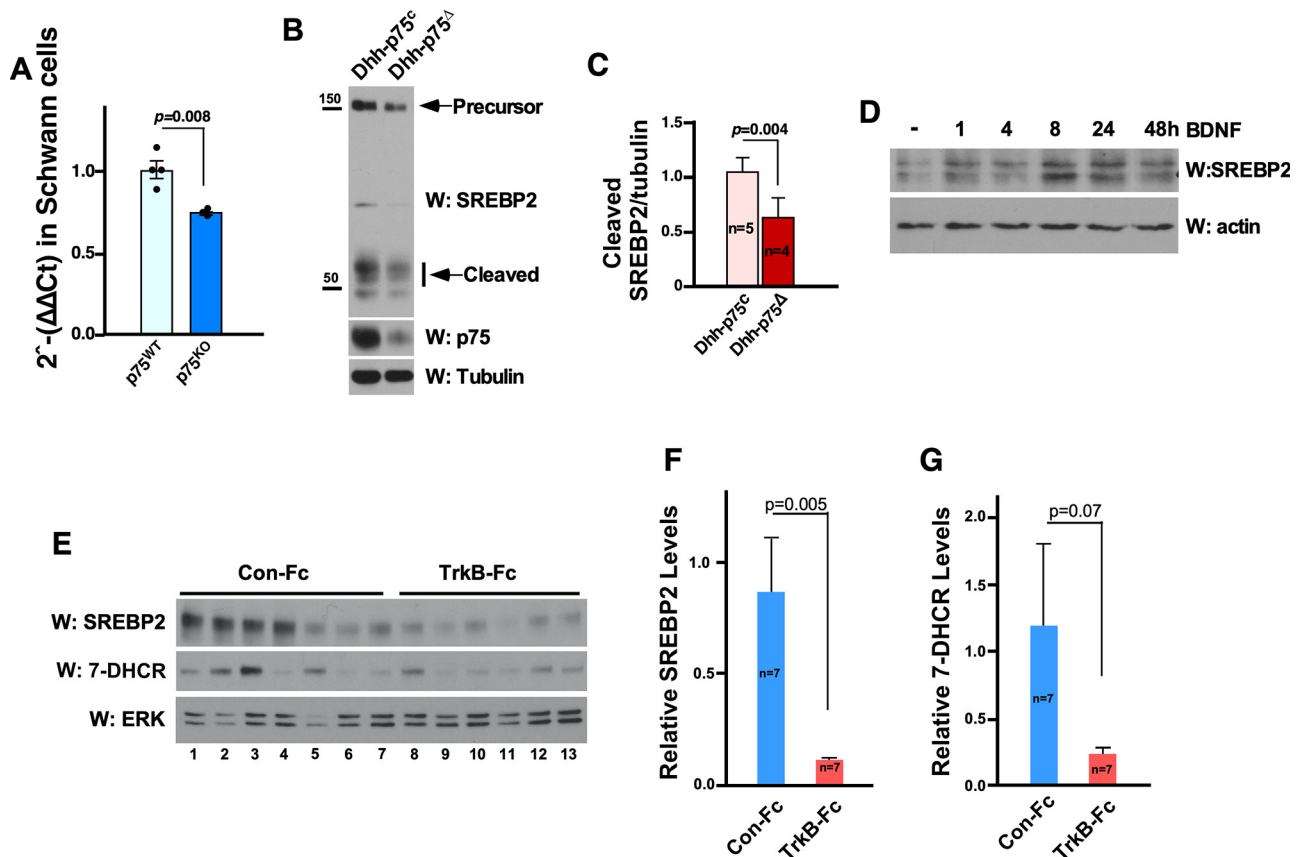 A
2^-(ΔΔCt) in Schwann cells
p=0.008
1.0
0.5
0.0
p75WT
p75KO
B
Dhh-p75c
Dhh-p75Δ
150
Precursor
W: SREBP2
50
Cleaved
W: p75
W: Tubulin
C
Cleaved
SREBP2/tubulin
1.5
1.0
0.5
0
p=0.004
n=5
n=4
Dhh-p75c
Dhh-p75Δ
D
- 1 4 8 24 48h BDNF
W:SREBP2
W: actin
E
Con-Fc TrkB-Fc
W: SREBP2
W: 7-DHCR
W: ERK
1 2 3 4 5 6 7 8 9 10 11 12 13
F
Relative SREBP2 Levels
p=0.005
1.0
0.5
0.0
n=7
n=7
Con-Fc
TrkB-Fc
G
Relative 7-DHCR Levels
p=0.07
2.0
1.5
1.0
0.5
0.0
n=7
n=7
Con-Fc
TrkB-Fc